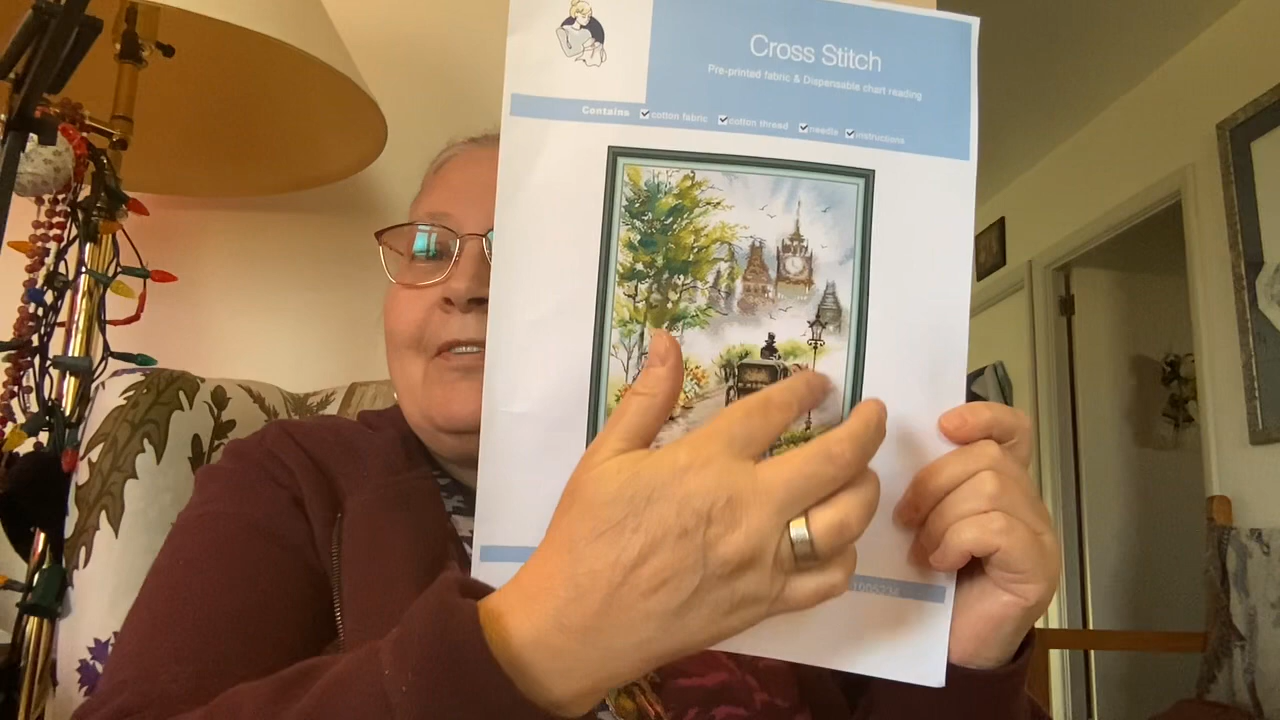 Cross Stitch
Pre-printed fabric & Dispensable chart reading
Contains cotton fabric cotton thread needle instructions